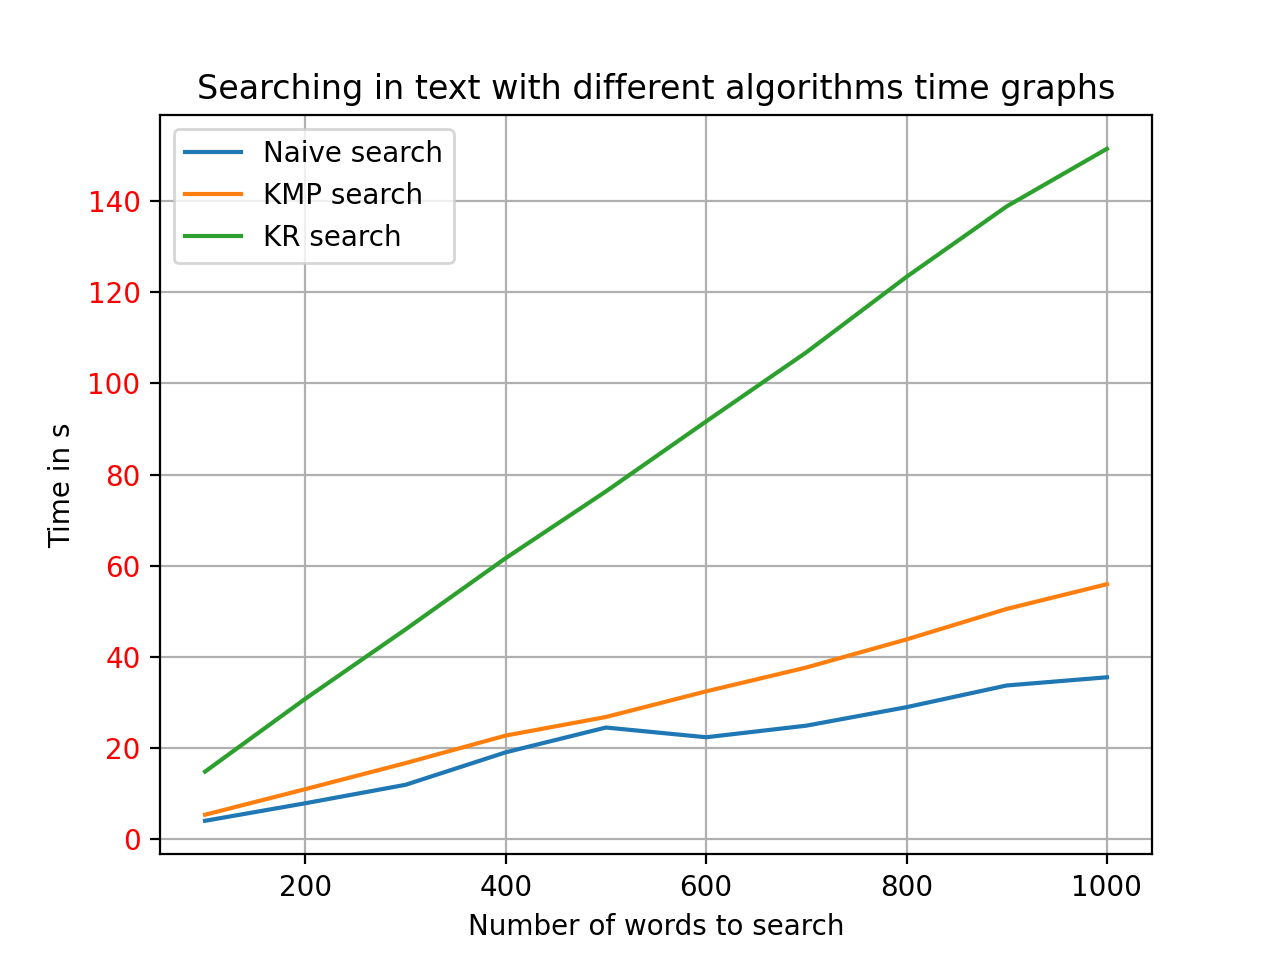 Searching in text with different algorithms time graphs
Naive search
KMP search
KR search
140
120
100
80
60
40
20
0
Time in s
200 400 600 800 1000
Number of words to search